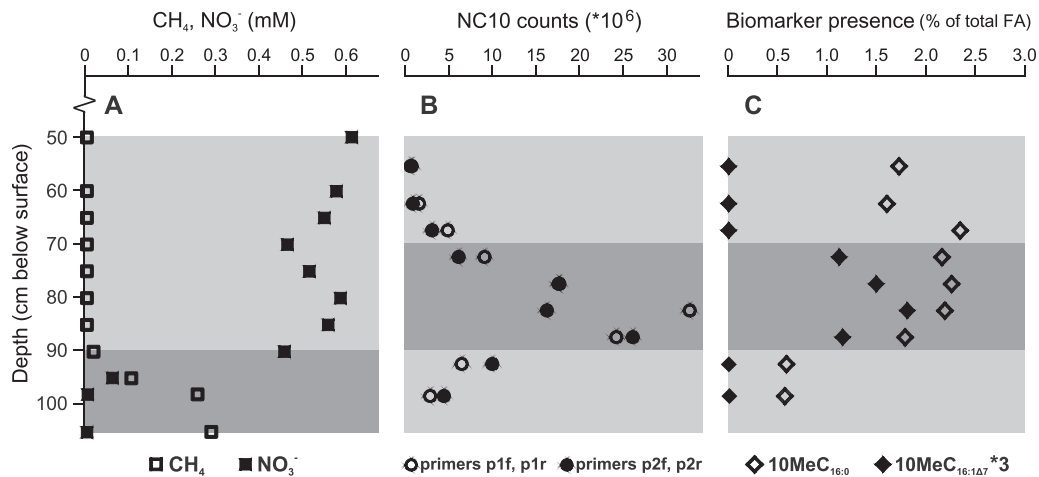 CH₄, NO₃⁻ (mM)
0 0.1 0.2 0.3 0.4 0.5 0.6
A
Depth (cm below surface)
50
60
70
80
90
100
CH₄ NO₃⁻
NC10 counts (*10⁶)
0 5 10 15 20 25 30
B
primers p1f, p1r primers p2f, p2r
Biomarker presence (% of total FA)
0 0.5 1.0 1.5 2.0 2.5 3.0
C
10MeC₁₆:₀ 10MeC₁₆:₁Δ₇*3